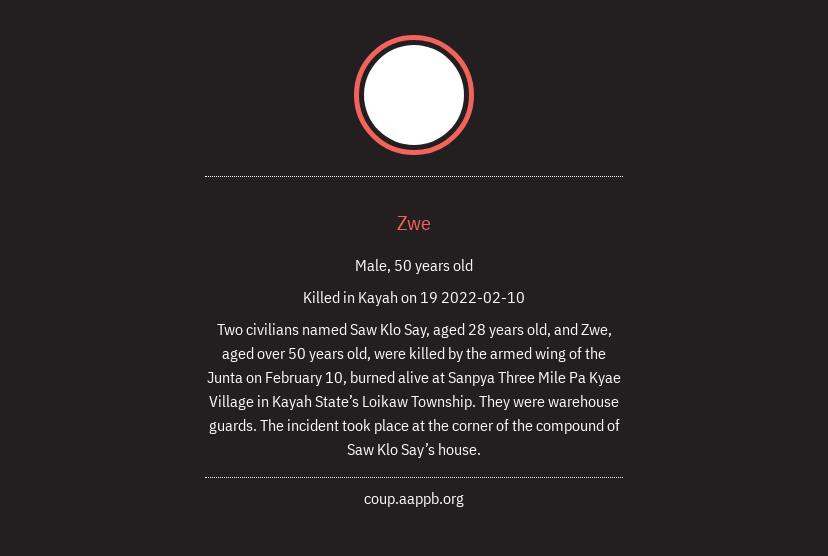 Zwe
Male, 50 years old
Killed in Kayah on 19 2022-02-10
Two civilians named Saw Klo Say, aged 28 years old, and Zwe,
aged over 50 years old, were killed by the armed wing of the
Junta on February 10, burned alive at Sanpya Three Mile Pa Kyae
Village in Kayah State’s Loikaw Township. They were warehouse
guards. The incident took place at the corner of the compound of
Saw Klo Say’s house.
coup.aappb.org